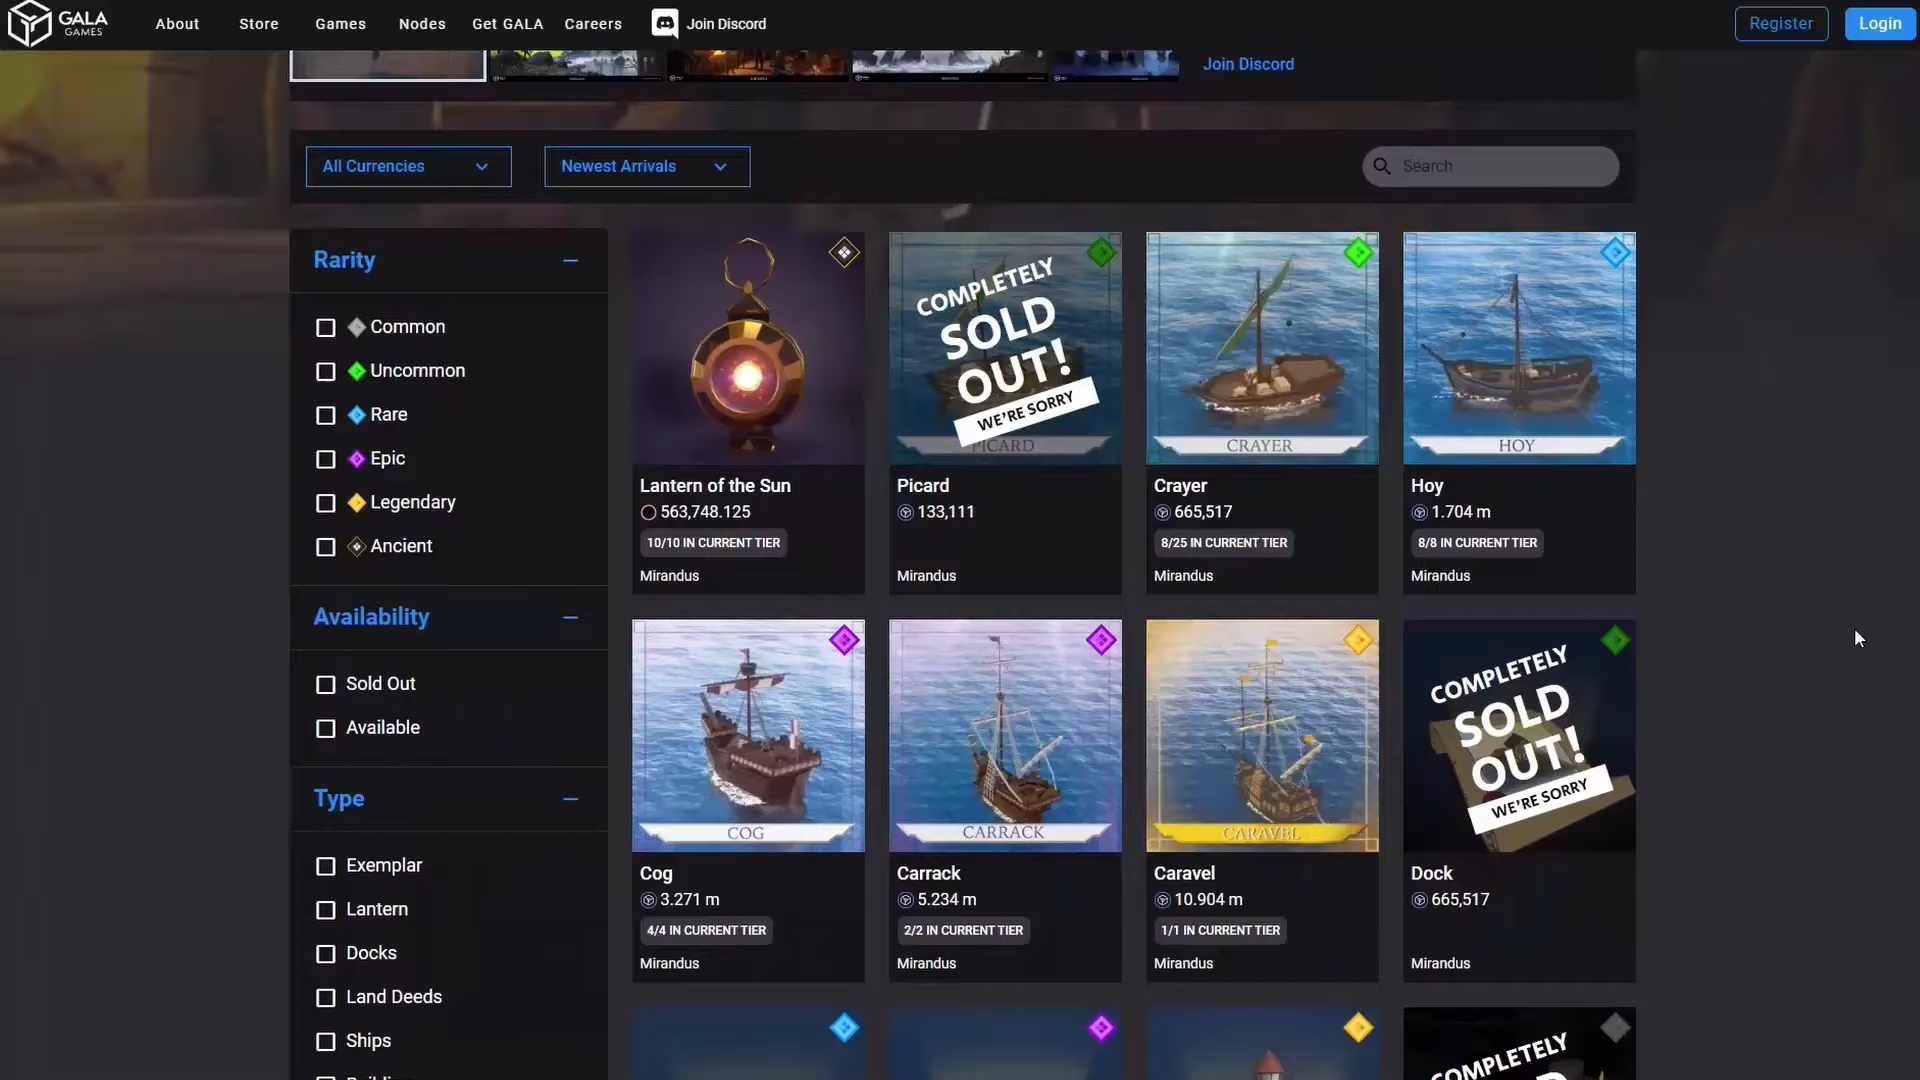 GALA
GAMES
About
Store
Games
Nodes
Get GALA
Careers
Join Discord
Register
Login
Join Discord
All Currencies
Newest Arrivals
Search
Rarity
Common
Uncommon
Rare
Epic
Legendary
Ancient
Availability
Sold Out
Available
Type
Exemplar
Lantern
Docks
Land Deeds
Ships
Lantern of the Sun
563,748.125
10/10 IN CURRENT TIER
Mirandus
COMPLETELY
SOLD
OUT!
WE'RE SORRY
PICARD
Picard
133,111
Mirandus
CRAYER
Crayer
665,517
8/25 IN CURRENT TIER
Mirandus
HOY
Hoy
1.704 m
8/8 IN CURRENT TIER
Mirandus
COG
Cog
3.271 m
4/4 IN CURRENT TIER
Mirandus
CARRACK
Carrack
5.234 m
2/2 IN CURRENT TIER
Mirandus
CARAVEL
Caravel
10.904 m
1/1 IN CURRENT TIER
Mirandus
COMPLETELY
SOLD
OUT!
WE'RE SORRY
Dock
665,517
Mirandus
COMPLETELY